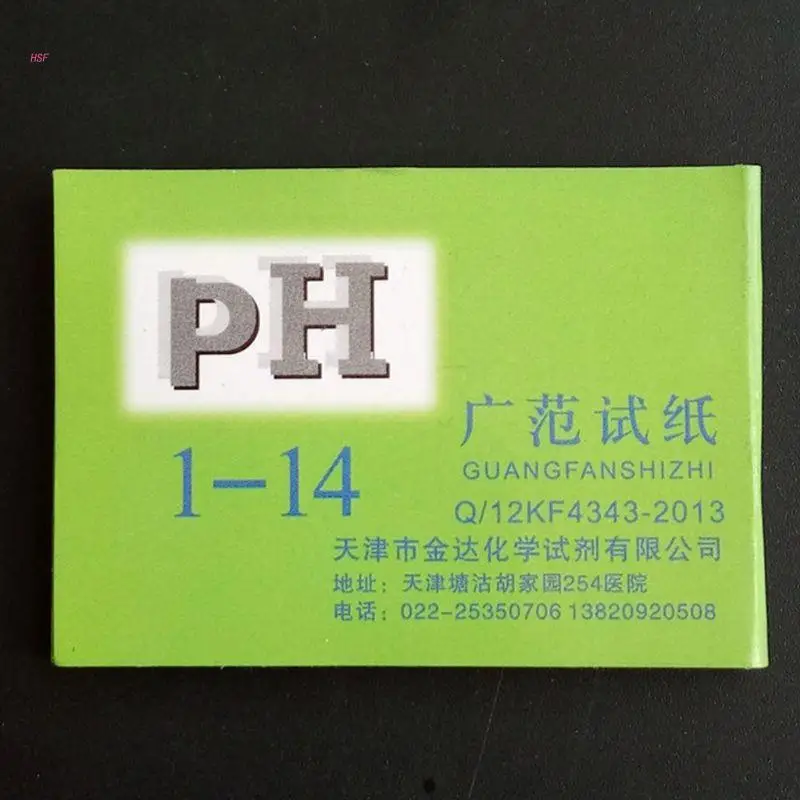 HSF
pH
1-14
广范试纸
GUANGFANSHIZHI
Q/12KF4343-2013
天津市金达化学试剂有限公司
地址：天津塘沽胡家园254医院
电话：022-25350706 13820920508